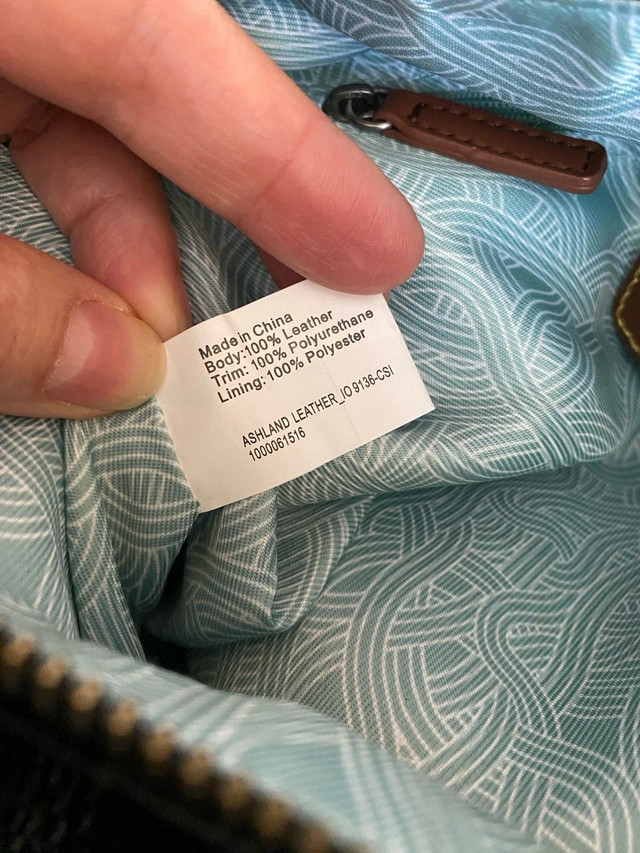 Made in China
Body:100% Leather
Trim: 100% Polyurethane
Lining: 100% Polyester
ASHLAND LEATHER_IO 9136-CSI
1000061516